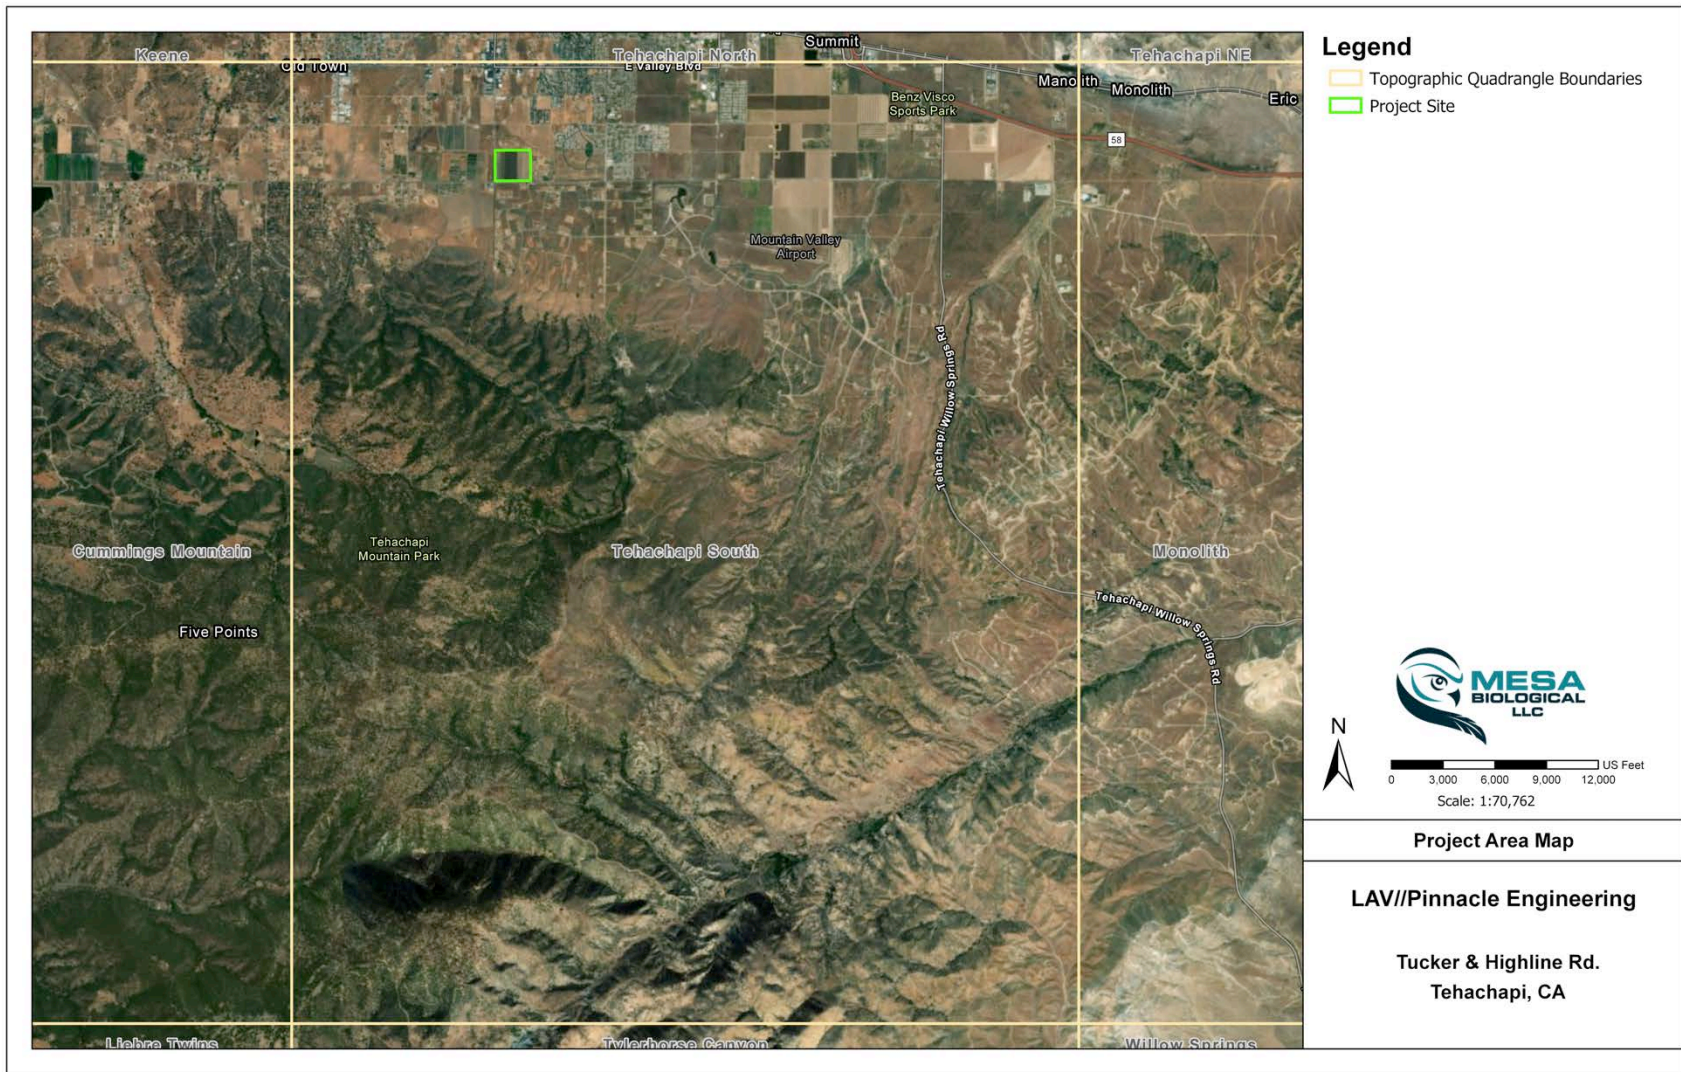 Keene
Tehachapi North
Summit
Tehachapi NE
Old Town
E Valley Blvd
Manolith
Monolith
Eric
Benz Visco
Sports Park
58
Mountain Valley
Airport
Tehachapi Willow Springs Rd
Cummings Mountain
Tehachapi
Mountain Park
Tehachapi South
Monolith
Five Points
Tehachapi Willow Springs Rd
Liebre Twins
Tylerhorse Canyon
Willow Springs
Legend
Topographic Quadrangle Boundaries
Project Site
MESA
BIOLOGICAL
LLC
N
US Feet
0 3,000 6,000 9,000 12,000
Scale: 1:70,762
Project Area Map
LAV//Pinnacle Engineering
Tucker & Highline Rd.
Tehachapi, CA